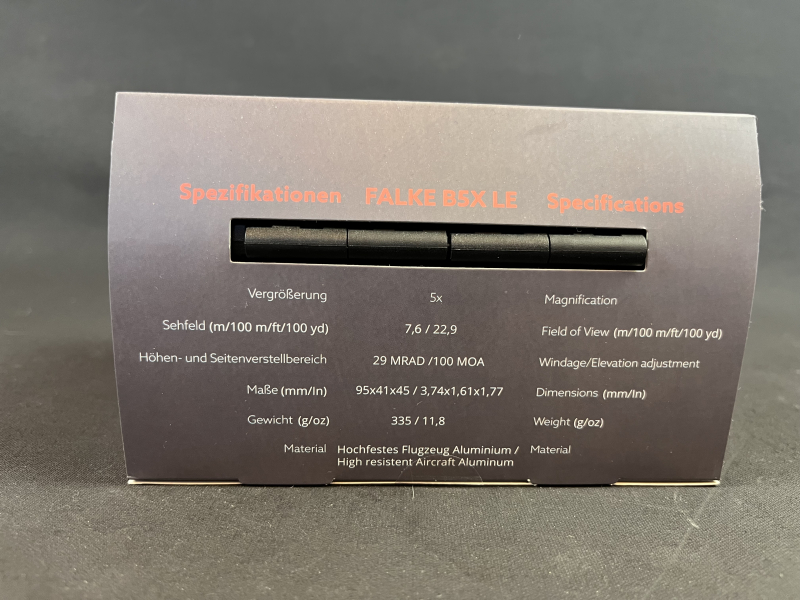 Spezifikationen FALKE B5X LE Specifications
Vergrößerung 5x Magnification
Sehfeld (m/100 m/ft/100 yd) 7,6 / 22,9 Field of View (m/100 m/ft/100 yd)
Höhen- und Seitenverstellbereich 29 MRAD /100 MOA Windage/Elevation adjustment
Maße (mm/In) 95x41x45 / 3,74x1,61x1,77 Dimensions (mm/In)
Gewicht (g/oz) 335 / 11,8 Weight (g/oz)
Material Hochfestes Flugzeug Aluminium / Material
High resistent Aircraft Aluminum